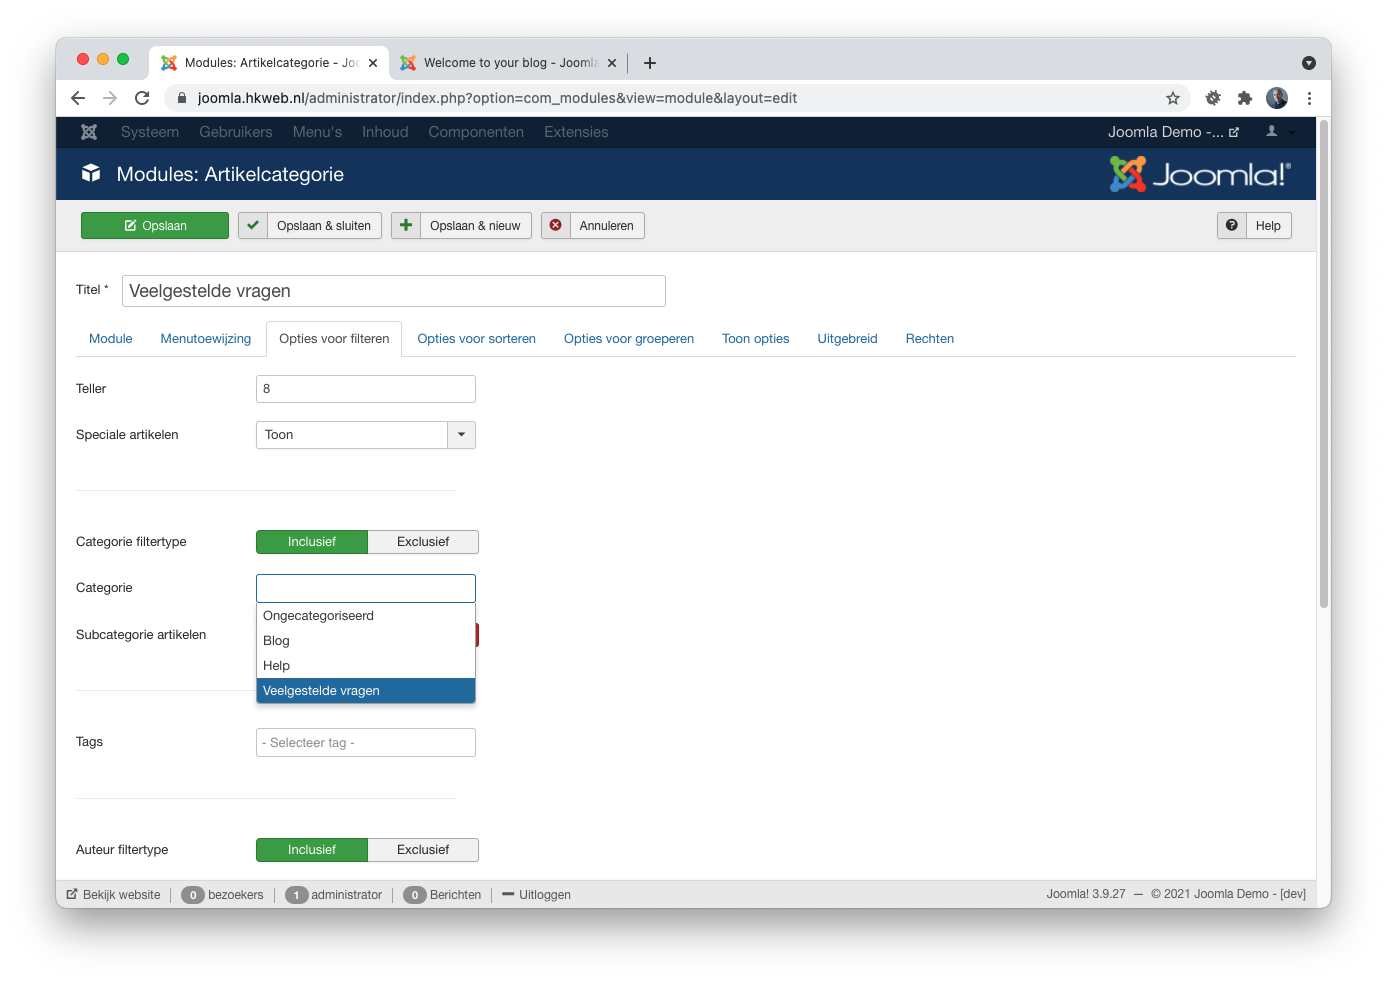 Modules: Artikelcategorie - Joo
Welcome to your blog - Joomla
joomla.hkweb.nl/administrator/index.php?option=com_modules&view=module&layout=edit
Systeem Gebruikers Menu's Inhoud Componenten Extensies Joomla Demo -...
Modules: Artikelcategorie Joomla!®
Opslaan Opslaan & sluiten Opslaan & nieuw Annuleren Help
Titel * Veelgestelde vragen
Module Menutoewijzing Opties voor filteren Opties voor sorteren Opties voor groeperen Toon opties Uitgebreid Rechten
Teller 8
Speciale artikelen Toon
Categorie filtertype Inclusief Exclusief
Categorie
Ongecategoriseerd
Subcategorie artikelen
Blog
Help
Veelgestelde vragen
Tags - Selecteer tag -
Auteur filtertype Inclusief Exclusief
Bekijk website 0 bezoekers 1 administrator 0 Berichten Uitloggen Joomla! 3.9.27 — © 2021 Joomla Demo - [dev]